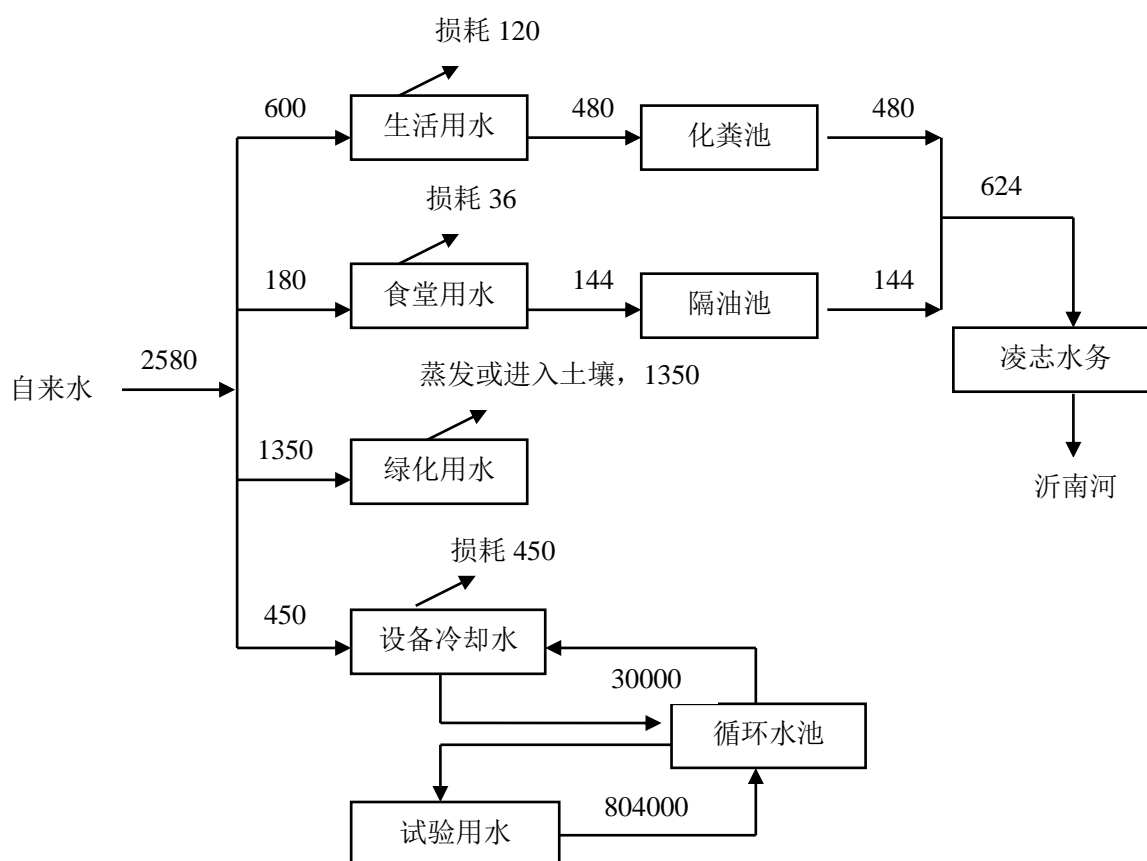 损耗 120
600
生活用水
480
化粪池
480
624
损耗 36
180
食堂用水
144
隔油池
144
凌志水务
自来水
2580
蒸发或进入土壤，1350
1350
绿化用水
沂南河
损耗 450
450
设备冷却水
30000
循环水池
804000
试验用水